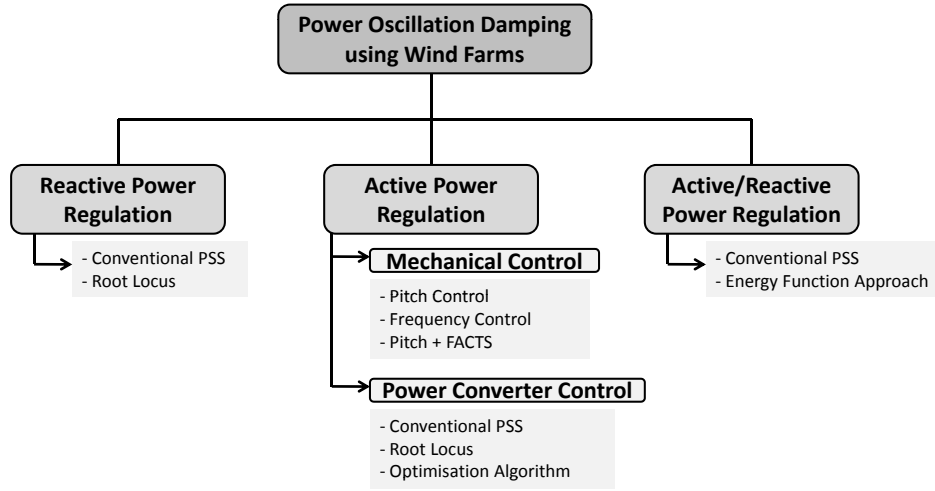 Power Oscillation Damping
using Wind Farms
Reactive Power
Regulation
- Conventional PSS
- Root Locus
Active Power
Regulation
Mechanical Control
- Pitch Control
- Frequency Control
- Pitch + FACTS
Power Converter Control
- Conventional PSS
- Root Locus
- Optimisation Algorithm
Active/Reactive
Power Regulation
- Conventional PSS
- Energy Function Approach